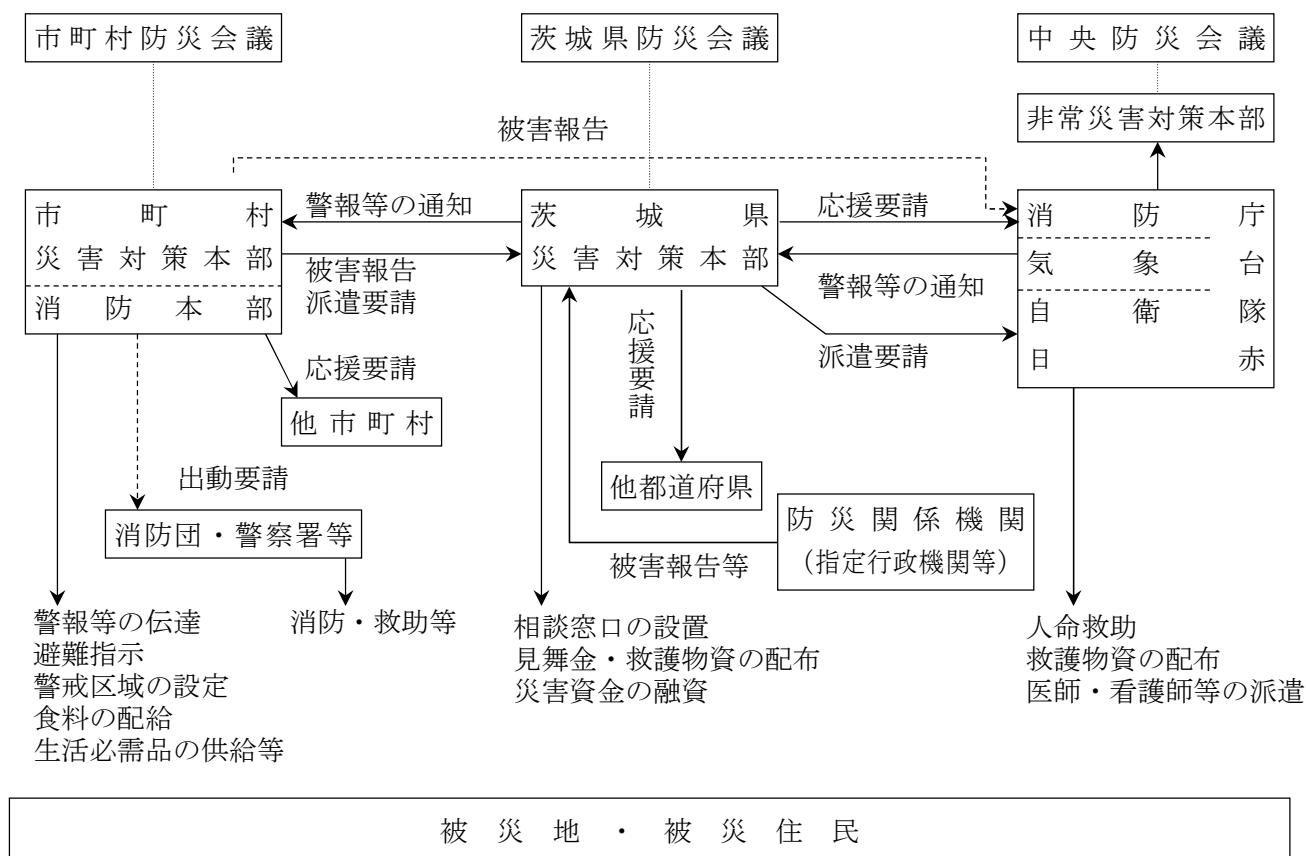 市町村防災会議
茨城県防災会議
中央防災会議
非常災害対策本部
被害報告
市町村
災害対策本部
消防本部
警報等の通知
被害報告
派遣要請
茨城県
災害対策本部
応援要請
警報等の通知
派遣要請
消防庁
気象台
自衛隊
日赤
応援要請
他市町村
応援要請
他都道府県
出動要請
消防団・警察署等
防災関係機関
（指定行政機関等）
被害報告等
警報等の伝達
避難指示
警戒区域の設定
食料の配給
生活必需品の供給等
消防・救助等
相談窓口の設置
見舞金・救護物資の配布
災害資金の融資
人命救助
救護物資の配布
医師・看護師等の派遣
被災地・被災住民